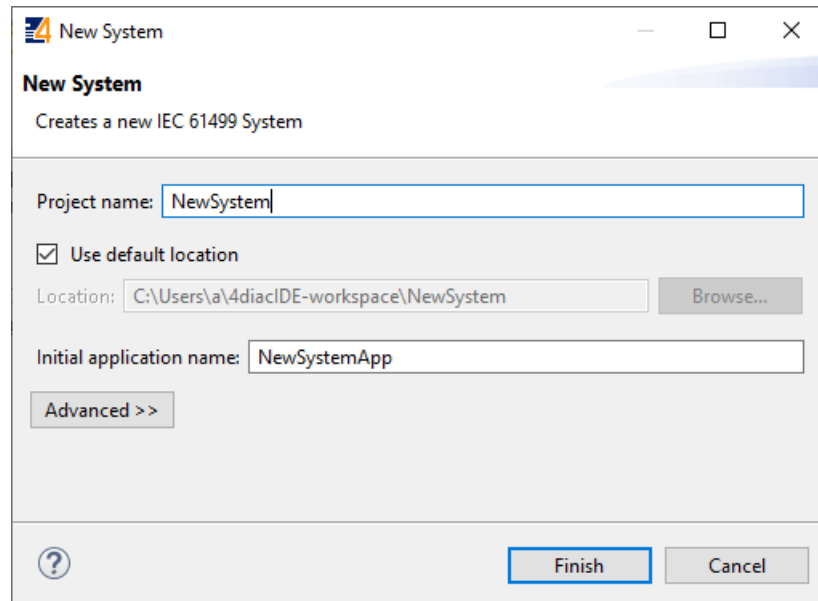 New System
New System
Creates a new IEC 61499 System
Project name: NewSystem
Use default location
Location: C:\Users\a\4diacIDE-workspace\NewSystem Browse...
Initial application name: NewSystemApp
Advanced >>
Finish Cancel